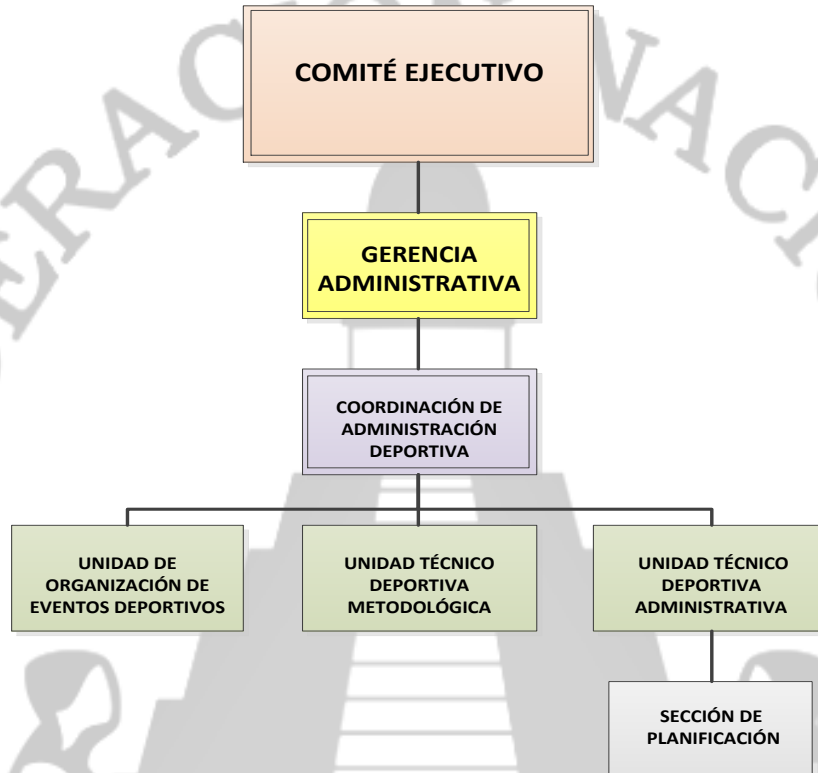 COMITÉ EJECUTIVO
GERENCIA
ADMINISTRATIVA
COORDINACIÓN DE
ADMINISTRACIÓN
DEPORTIVA
UNIDAD DE
ORGANIZACIÓN DE
EVENTOS DEPORTIVOS
UNIDAD TÉCNICO
DEPORTIVA
METODOLÓGICA
UNIDAD TÉCNICO
DEPORTIVA
ADMINISTRATIVA
SECCIÓN DE
PLANIFICACIÓN